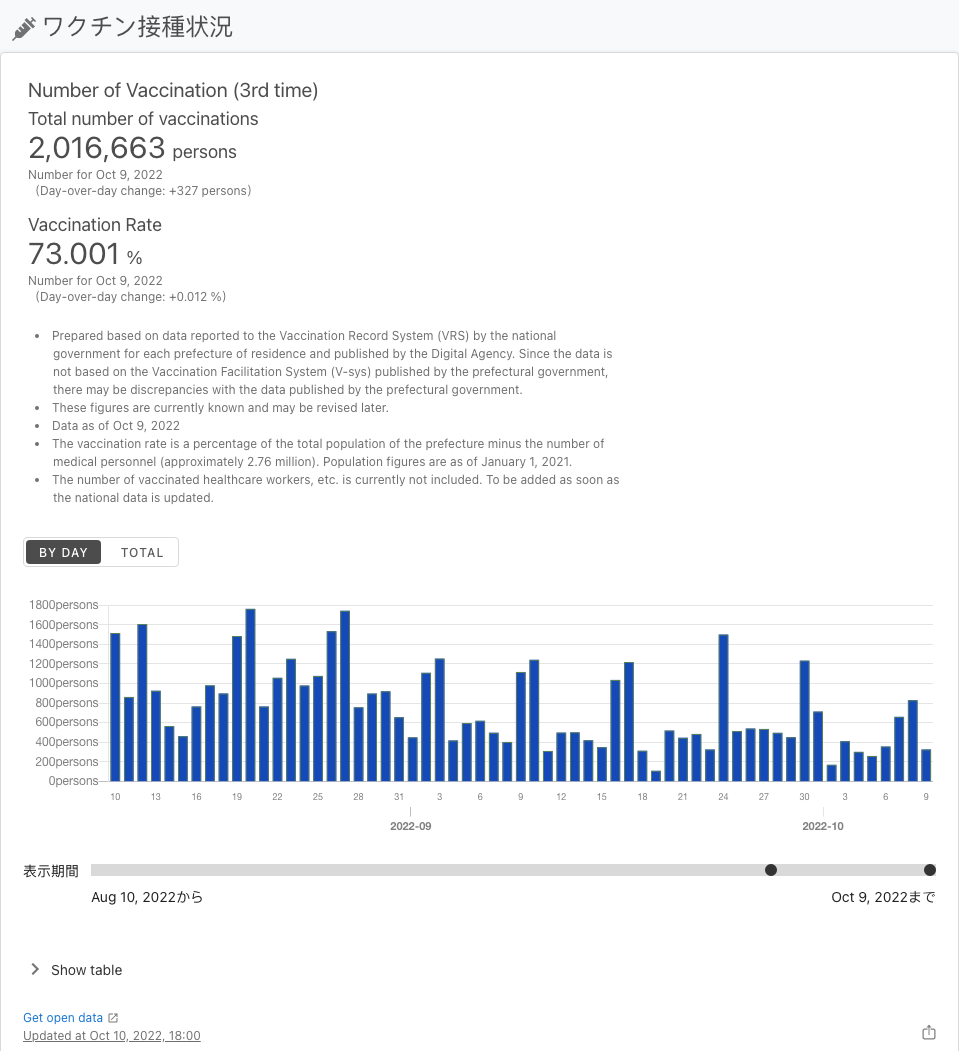 ワクチン接種状況
Number of Vaccination (3rd time)
Total number of vaccinations
2,016,663 persons
Number for Oct 9, 2022
(Day-over-day change: +327 persons)
Vaccination Rate
73.001 %
Number for Oct 9, 2022
(Day-over-day change: +0.012 %)
• Prepared based on data reported to the Vaccination Record System (VRS) by the national
government for each prefecture of residence and published by the Digital Agency. Since the data is
not based on the Vaccination Facilitation System (V-sys) published by the prefectural government,
there may be discrepancies with the data published by the prefectural government.
• These figures are currently known and may be revised later.
• Data as of Oct 9, 2022
• The vaccination rate is a percentage of the total population of the prefecture minus the number of
medical personnel (approximately 2.76 million). Population figures are as of January 1, 2021.
• The number of vaccinated healthcare workers, etc. is currently not included. To be added as soon as
the national data is updated.
BY DAY TOTAL
1800persons
1600persons
1400persons
1200persons
1000persons
800persons
600persons
400persons
200persons
0persons
10 13 16 19 22 25 28 31 3 6 9 12 15 18 21 24 27 30 3 6 9
2022-09 2022-10
表示期間
Aug 10, 2022から Oct 9, 2022まで
Show table
Get open data
Updated at Oct 10, 2022, 18:00